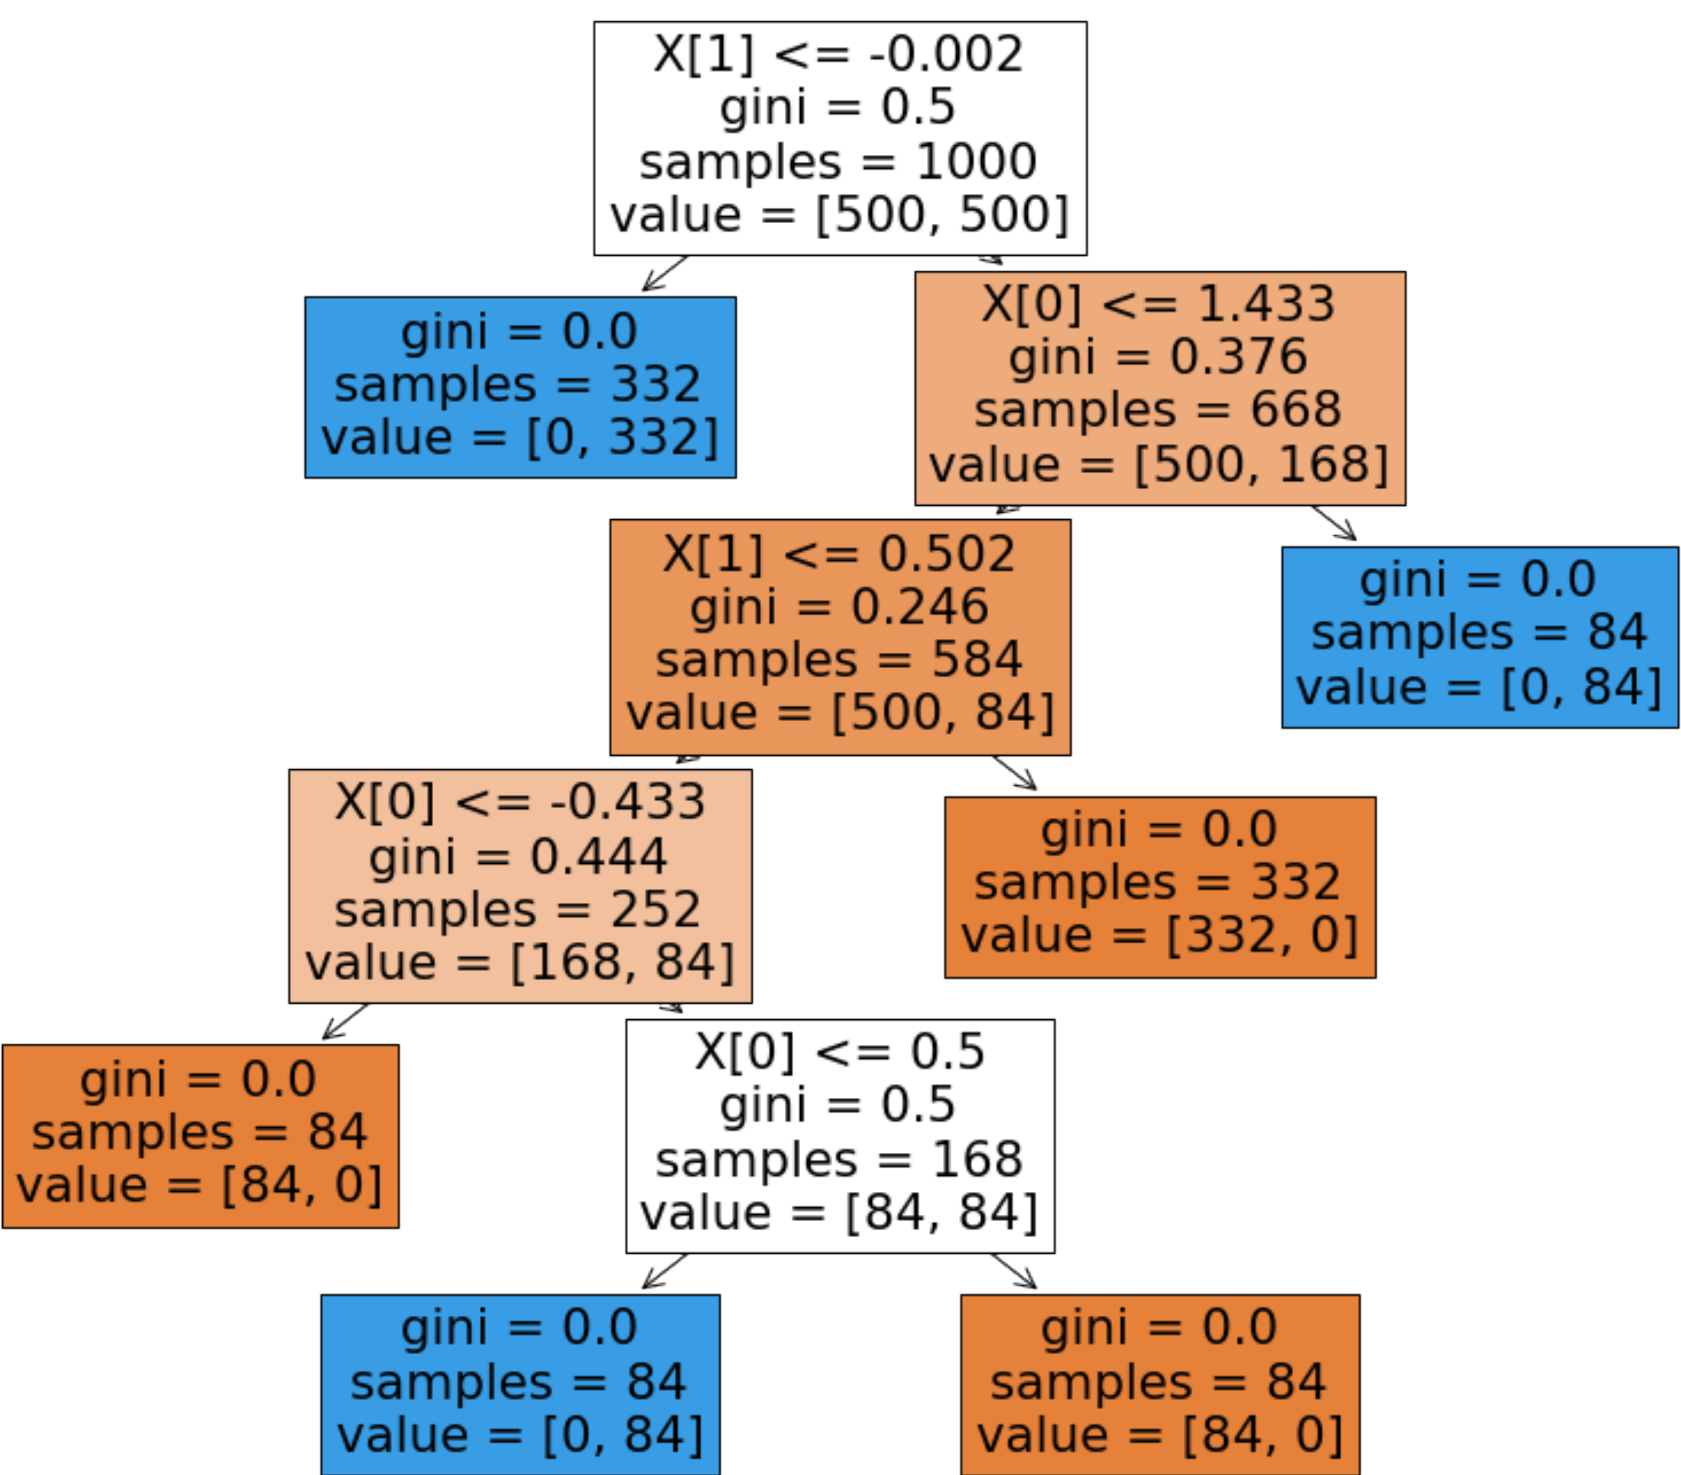 X[1] <= -0.002
gini = 0.5
samples = 1000
value = [500, 500]
gini = 0.0
samples = 332
value = [0, 332]
X[0] <= 1.433
gini = 0.376
samples = 668
value = [500, 168]
X[1] <= 0.502
gini = 0.246
samples = 584
value = [500, 84]
gini = 0.0
samples = 84
value = [0, 84]
X[0] <= -0.433
gini = 0.444
samples = 252
value = [168, 84]
gini = 0.0
samples = 332
value = [332, 0]
gini = 0.0
samples = 84
value = [84, 0]
X[0] <= 0.5
gini = 0.5
samples = 168
value = [84, 84]
gini = 0.0
samples = 84
value = [0, 84]
gini = 0.0
samples = 84
value = [84, 0]